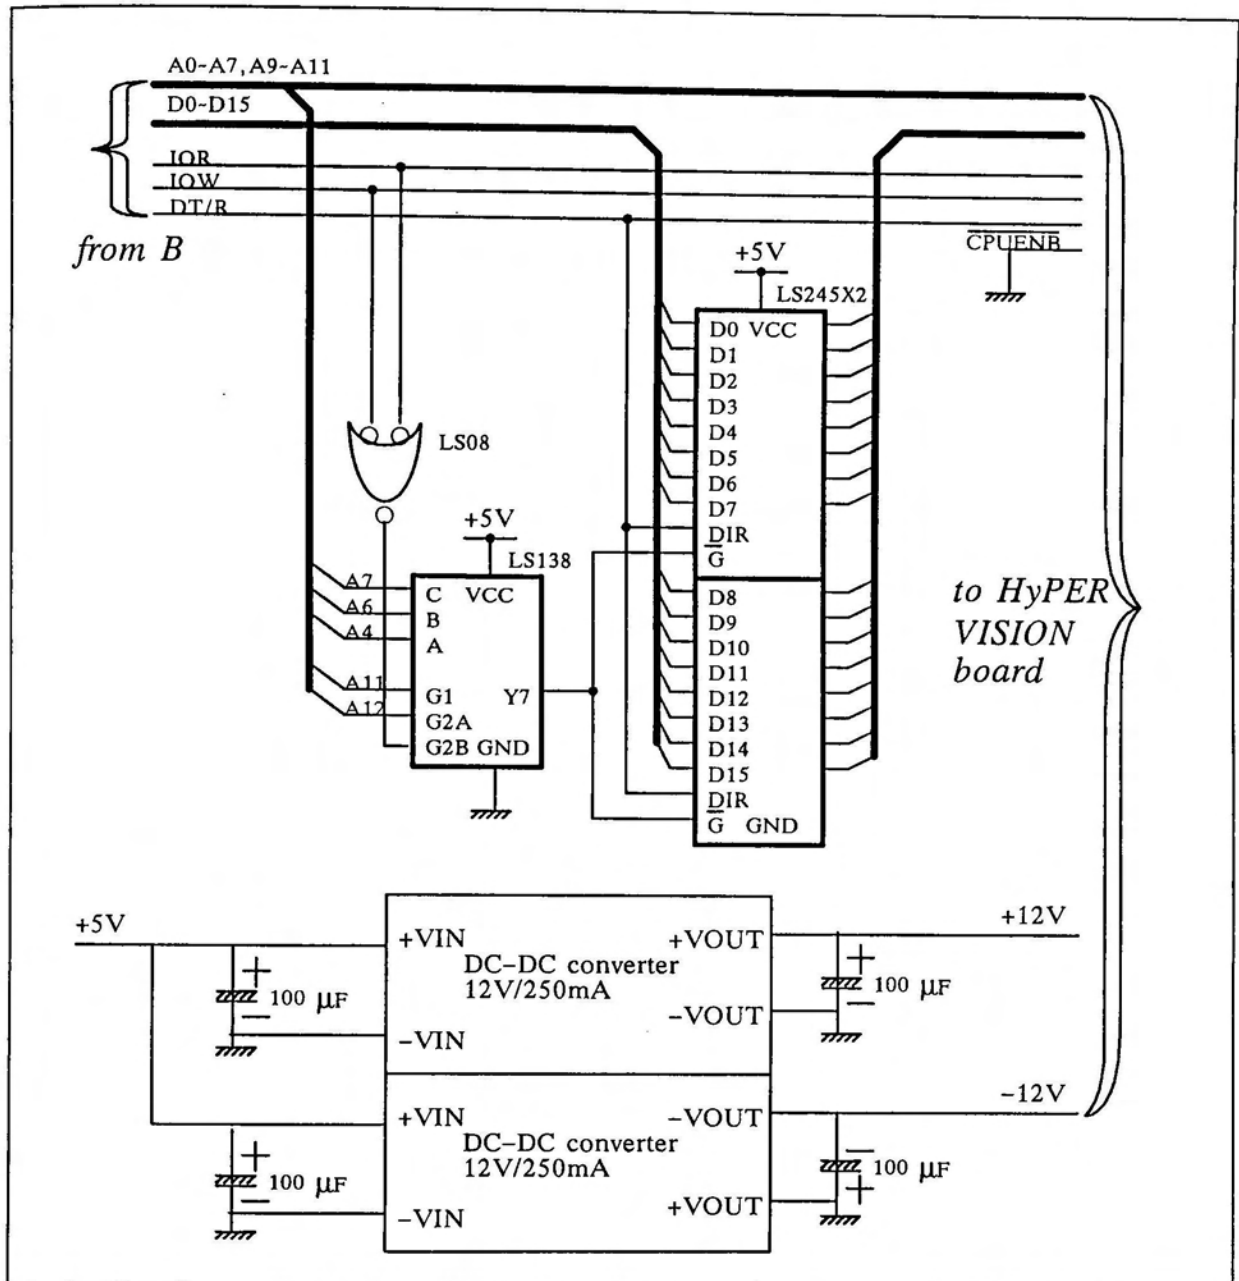 A0~A7, A9~A11
D0~D15
IOR
IOW
DT/R
from B
CPUENB
+5V
LS245X2
D0 VCC
D1
D2
D3
D4
D5
D6
D7
DIR
G
LS08
+5V
LS138
A7
A6
A4
A11
A12
C VCC
B
A
G1 Y7
G2A
G2B GND
D8
D9
D10
D11
D12
D13
D14
D15
DIR
G GND
to HyPER
VISION
board
+5V
+12V
+VIN +VOUT
DC-DC converter
12V/250mA
+
100 µF
−
+
100 µF
−
-VIN -VOUT
-12V
+VIN -VOUT
DC-DC converter
12V/250mA
+
100 µF
−
−
100 µF
+
-VIN +VOUT